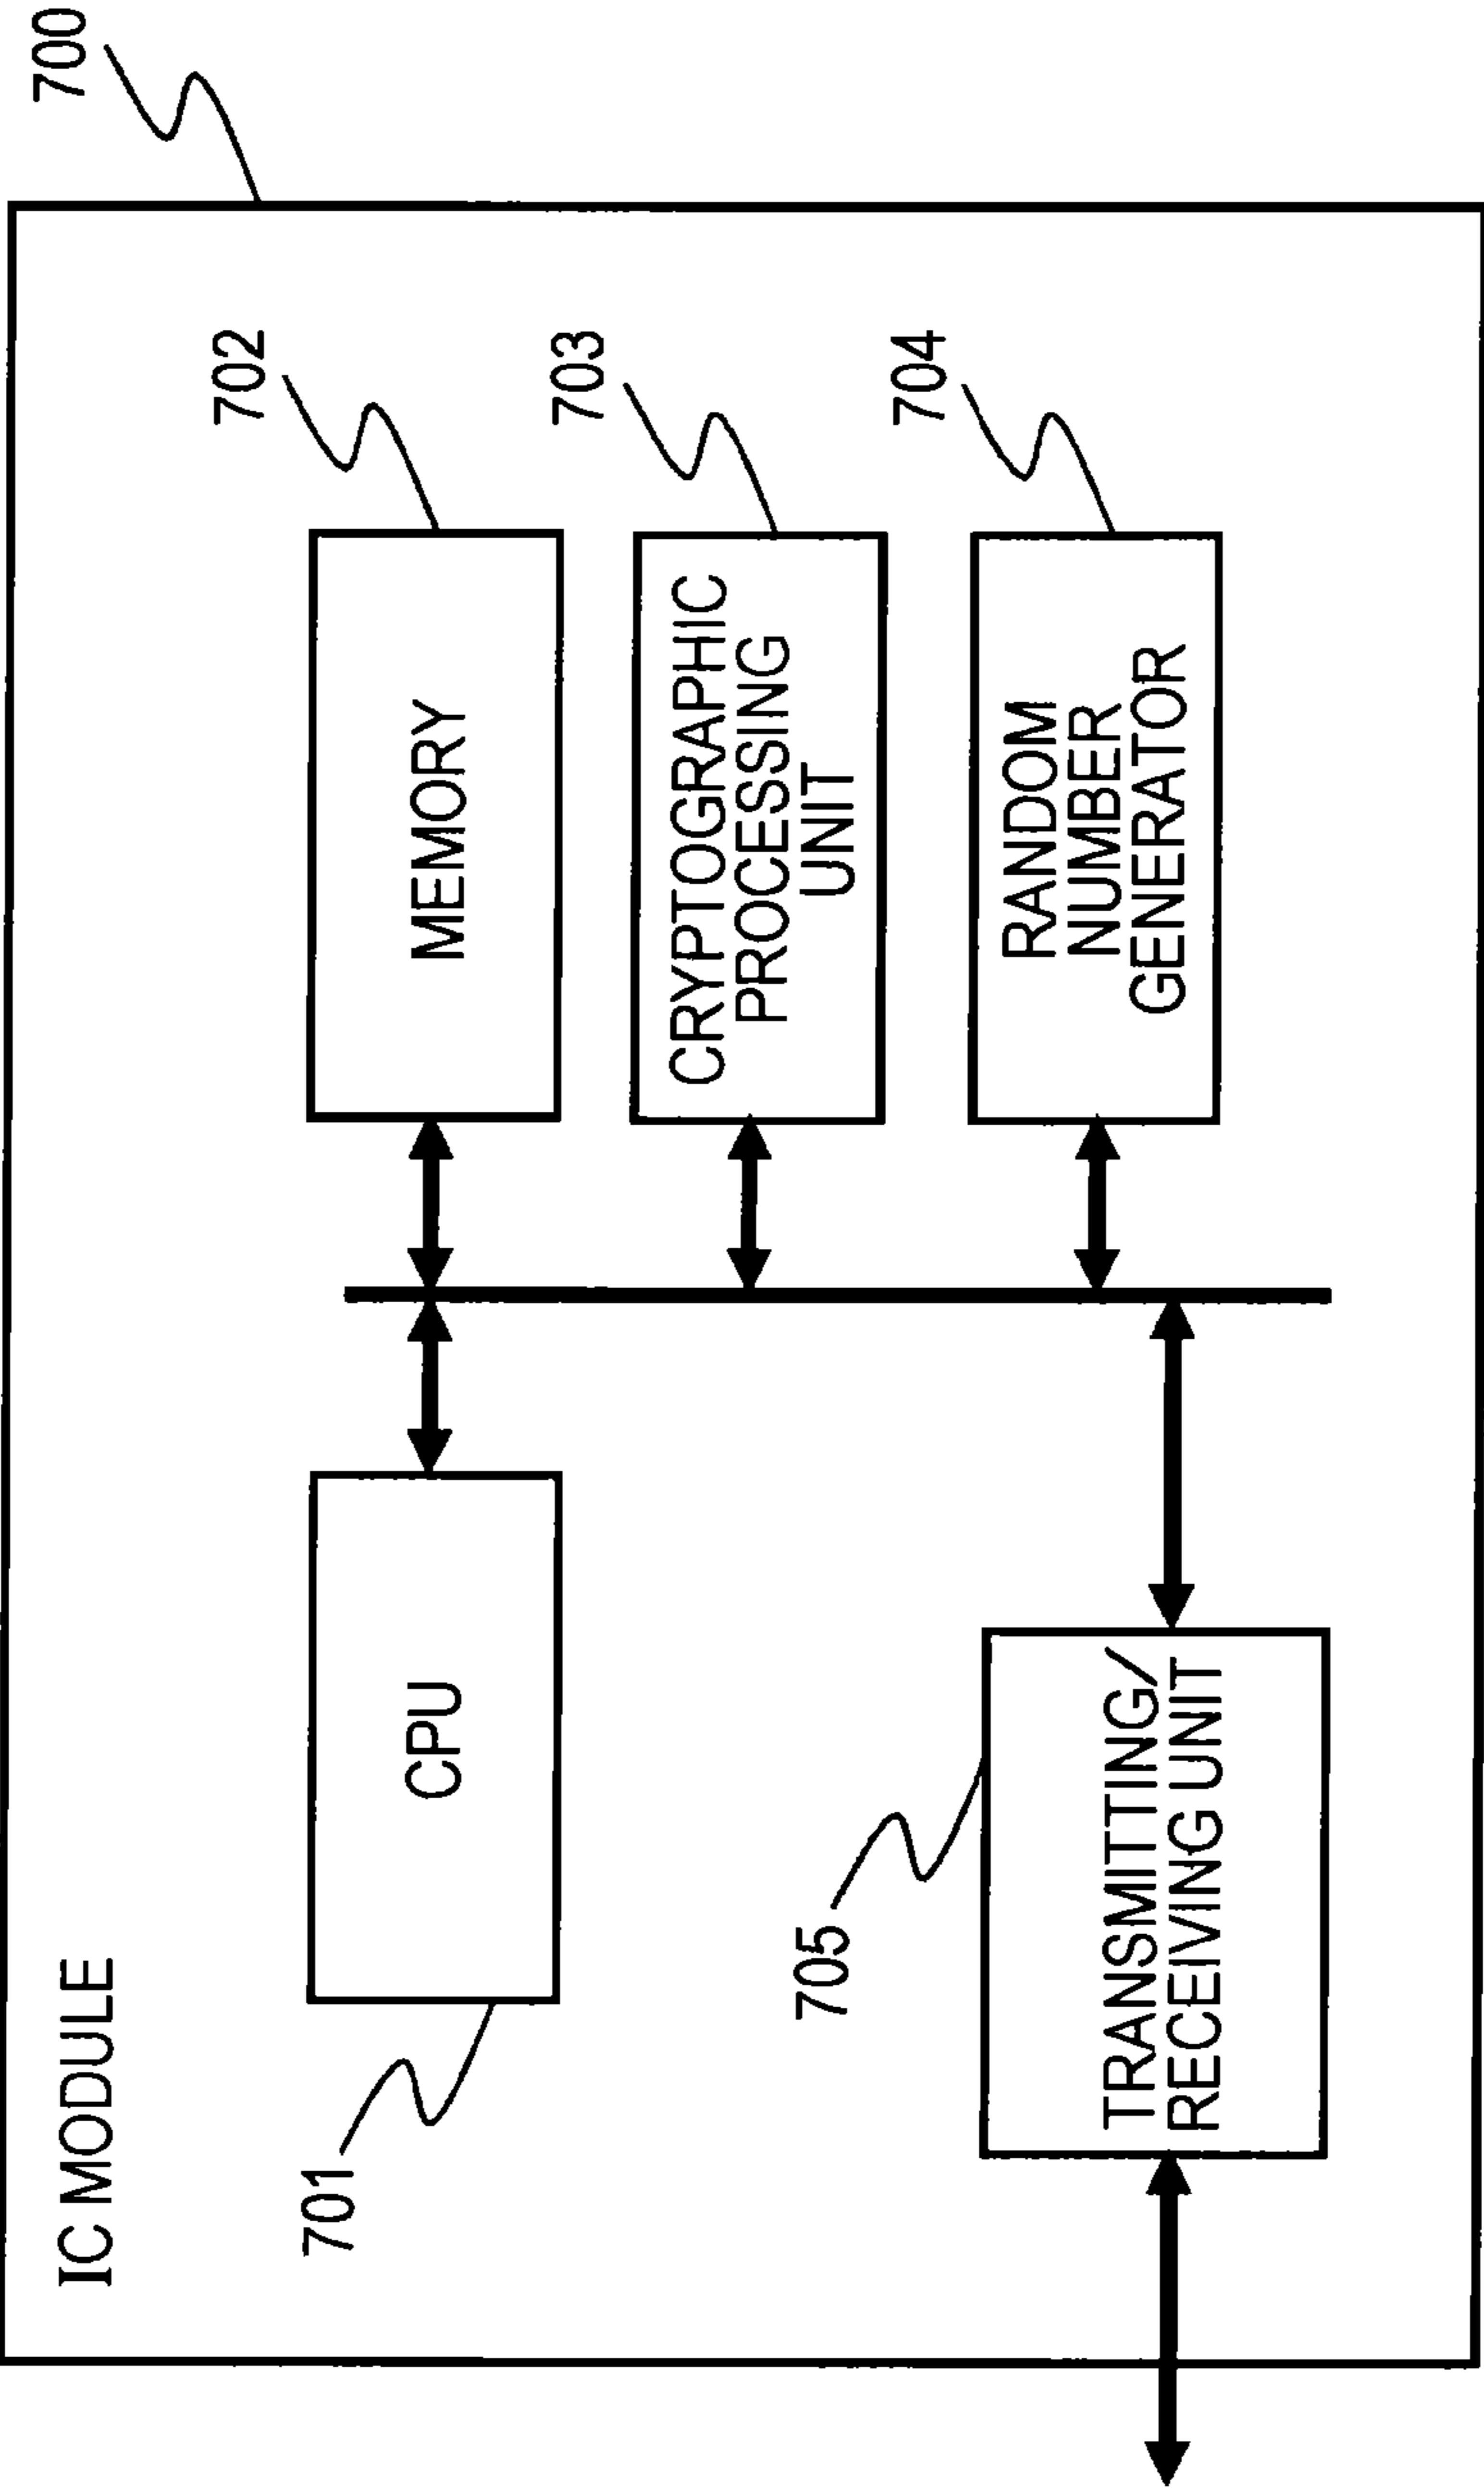 700
IC MODULE
701
CPU
702
MEMORY
703
CRYPTOGRAPHIC
PROCESSING
UNIT
704
RANDOM
NUMBER
GENERATOR
705
TRANSMITTING/
RECEIVING UNIT